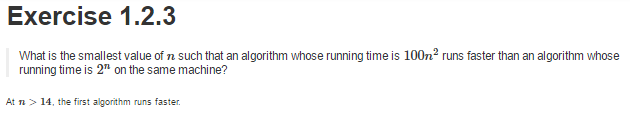 Exercise 1.2.3
What is the smallest value of n such that an algorithm whose running time is 100n² runs faster than an algorithm whose
running time is 2ⁿ on the same machine?
At n > 14, the first algorithm runs faster.